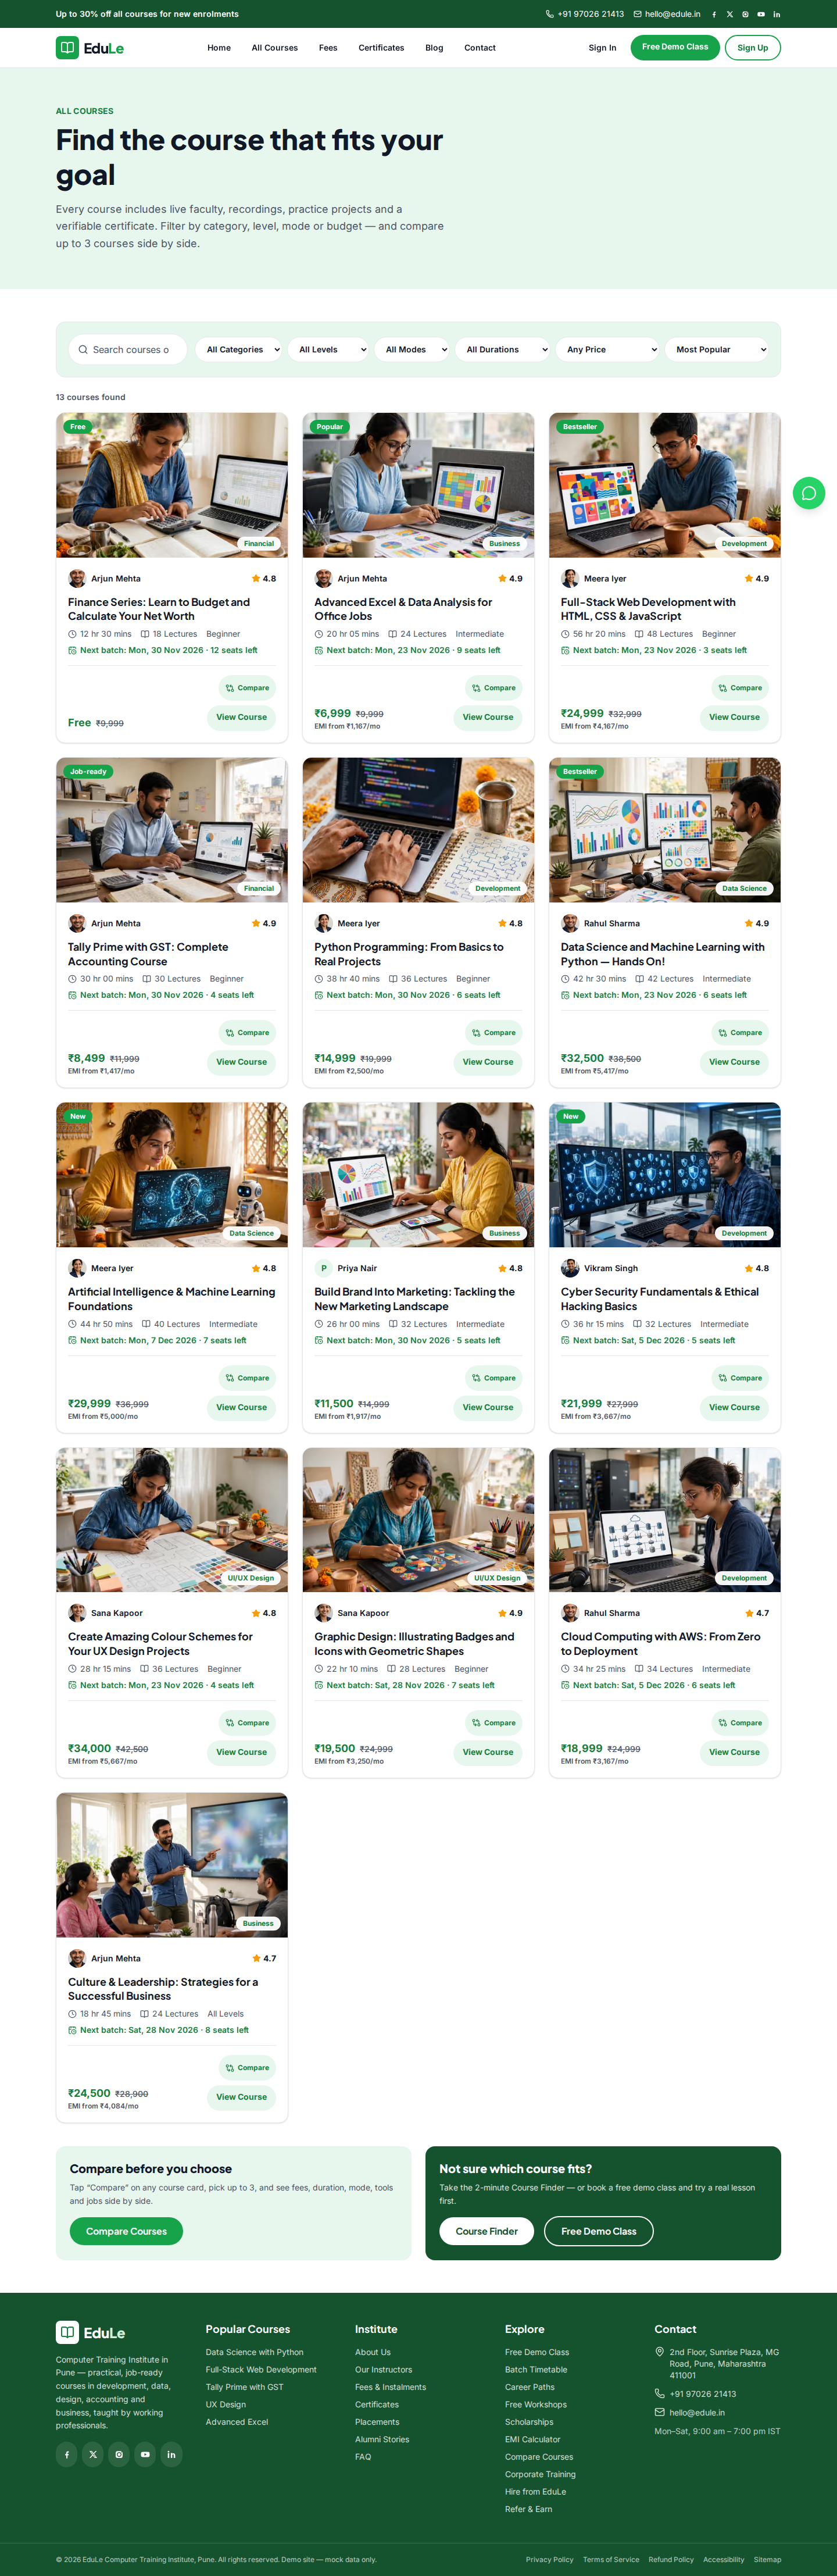 Up to 30% off all courses for new enrolments
+91 97026 21413
hello@edule.in
EduLe
Home
All Courses
Fees
Certificates
Blog
Contact
Sign In
Free Demo Class
Sign Up
ALL COURSES
Find the course that fits your
goal
Every course includes live faculty, recordings, practice projects and a
verifiable certificate. Filter by category, level, mode or budget — and compare
up to 3 courses side by side.
Search courses o
All Categories
All Levels
All Modes
All Durations
Any Price
Most Popular
13 courses found
Free
Financial
Arjun Mehta
4.8
Finance Series: Learn to Budget and
Calculate Your Net Worth
12 hr 30 mins
18 Lectures
Beginner
Next batch: Mon, 30 Nov 2026 · 12 seats left
Compare
Free ₹9,999
View Course
Popular
Business
Arjun Mehta
4.9
Advanced Excel & Data Analysis for
Office Jobs
20 hr 05 mins
24 Lectures
Intermediate
Next batch: Mon, 23 Nov 2026 · 9 seats left
Compare
₹6,999 ₹9,999
EMI from ₹1,167/mo
View Course
Bestseller
Development
Meera Iyer
4.9
Full-Stack Web Development with
HTML, CSS & JavaScript
56 hr 20 mins
48 Lectures
Beginner
Next batch: Mon, 23 Nov 2026 · 3 seats left
Compare
₹24,999 ₹32,999
EMI from ₹4,167/mo
View Course
Job-ready
Financial
Arjun Mehta
4.9
Tally Prime with GST: Complete
Accounting Course
30 hr 00 mins
30 Lectures
Beginner
Next batch: Mon, 30 Nov 2026 · 4 seats left
Compare
₹8,499 ₹11,999
EMI from ₹1,417/mo
View Course
Development
Meera Iyer
4.8
Python Programming: From Basics to
Real Projects
38 hr 40 mins
36 Lectures
Beginner
Next batch: Mon, 30 Nov 2026 · 6 seats left
Compare
₹14,999 ₹19,999
EMI from ₹2,500/mo
View Course
Bestseller
Data Science
Rahul Sharma
4.9
Data Science and Machine Learning with
Python — Hands On!
42 hr 30 mins
42 Lectures
Intermediate
Next batch: Mon, 23 Nov 2026 · 6 seats left
Compare
₹32,500 ₹38,500
EMI from ₹5,417/mo
View Course
New
Data Science
Meera Iyer
4.8
Artificial Intelligence & Machine Learning
Foundations
44 hr 50 mins
40 Lectures
Intermediate
Next batch: Mon, 7 Dec 2026 · 7 seats left
Compare
₹29,999 ₹36,999
EMI from ₹5,000/mo
View Course
Business
P
Priya Nair
4.8
Build Brand Into Marketing: Tackling the
New Marketing Landscape
26 hr 00 mins
32 Lectures
Intermediate
Next batch: Mon, 30 Nov 2026 · 5 seats left
Compare
₹11,500 ₹14,999
EMI from ₹1,917/mo
View Course
New
Development
Vikram Singh
4.8
Cyber Security Fundamentals & Ethical
Hacking Basics
36 hr 15 mins
32 Lectures
Intermediate
Next batch: Sat, 5 Dec 2026 · 5 seats left
Compare
₹21,999 ₹27,999
EMI from ₹3,667/mo
View Course
UI/UX Design
Sana Kapoor
4.8
Create Amazing Colour Schemes for
Your UX Design Projects
28 hr 15 mins
36 Lectures
Beginner
Next batch: Mon, 23 Nov 2026 · 4 seats left
Compare
₹34,000 ₹42,500
EMI from ₹5,667/mo
View Course
UI/UX Design
Sana Kapoor
4.9
Graphic Design: Illustrating Badges and
Icons with Geometric Shapes
22 hr 10 mins
28 Lectures
Beginner
Next batch: Sat, 28 Nov 2026 · 7 seats left
Compare
₹19,500 ₹24,999
EMI from ₹3,250/mo
View Course
Development
Rahul Sharma
4.7
Cloud Computing with AWS: From Zero
to Deployment
34 hr 25 mins
34 Lectures
Intermediate
Next batch: Sat, 5 Dec 2026 · 6 seats left
Compare
₹18,999 ₹24,999
EMI from ₹3,167/mo
View Course
Business
Arjun Mehta
4.7
Culture & Leadership: Strategies for a
Successful Business
18 hr 45 mins
24 Lectures
All Levels
Next batch: Sat, 28 Nov 2026 · 8 seats left
Compare
₹24,500 ₹28,900
EMI from ₹4,084/mo
View Course
Compare before you choose
Tap “Compare” on any course card, pick up to 3, and see fees, duration, mode, tools
and jobs side by side.
Compare Courses
Not sure which course fits?
Take the 2-minute Course Finder — or book a free demo class and try a real lesson
first.
Course Finder
Free Demo Class
EduLe
Computer Training Institute in
Pune — practical, job-ready
courses in development, data,
design, accounting and
business, taught by working
professionals.
Popular Courses
Data Science with Python
Full-Stack Web Development
Tally Prime with GST
UX Design
Advanced Excel
Institute
About Us
Our Instructors
Fees & Instalments
Certificates
Placements
Alumni Stories
FAQ
Explore
Free Demo Class
Batch Timetable
Career Paths
Free Workshops
Scholarships
EMI Calculator
Compare Courses
Corporate Training
Hire from EduLe
Refer & Earn
Contact
2nd Floor, Sunrise Plaza, MG
Road, Pune, Maharashtra
411001
+91 97026 21413
hello@edule.in
Mon–Sat, 9:00 am – 7:00 pm IST
© 2026 EduLe Computer Training Institute, Pune. All rights reserved. Demo site — mock data only.
Privacy Policy
Terms of Service
Refund Policy
Accessibility
Sitemap